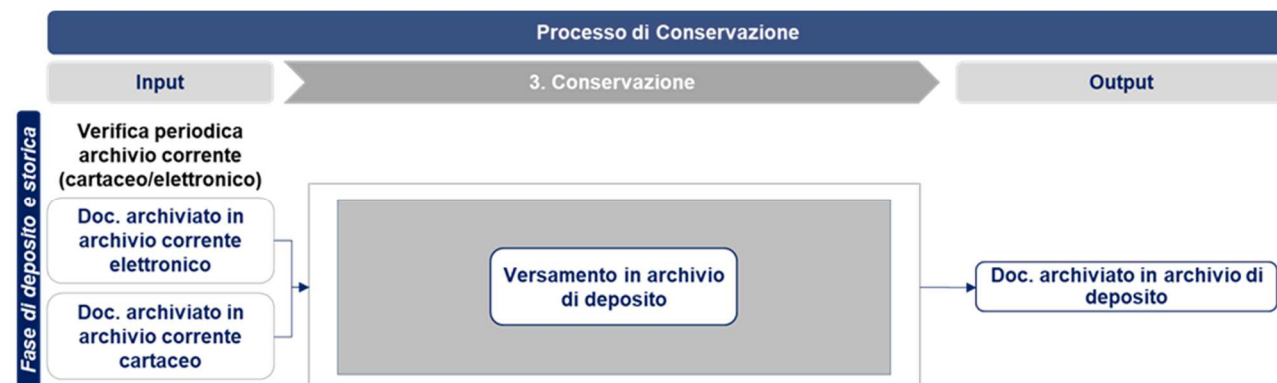 Processo di Conservazione
Input
3. Conservazione
Output
Fase di deposito e storica
Verifica periodica
archivio corrente
(cartaceo/elettronico)
Doc. archiviato in
archivio corrente
elettronico
Doc. archiviato in
archivio corrente
cartaceo
Versamento in archivio
di deposito
Doc. archiviato in archivio di
deposito